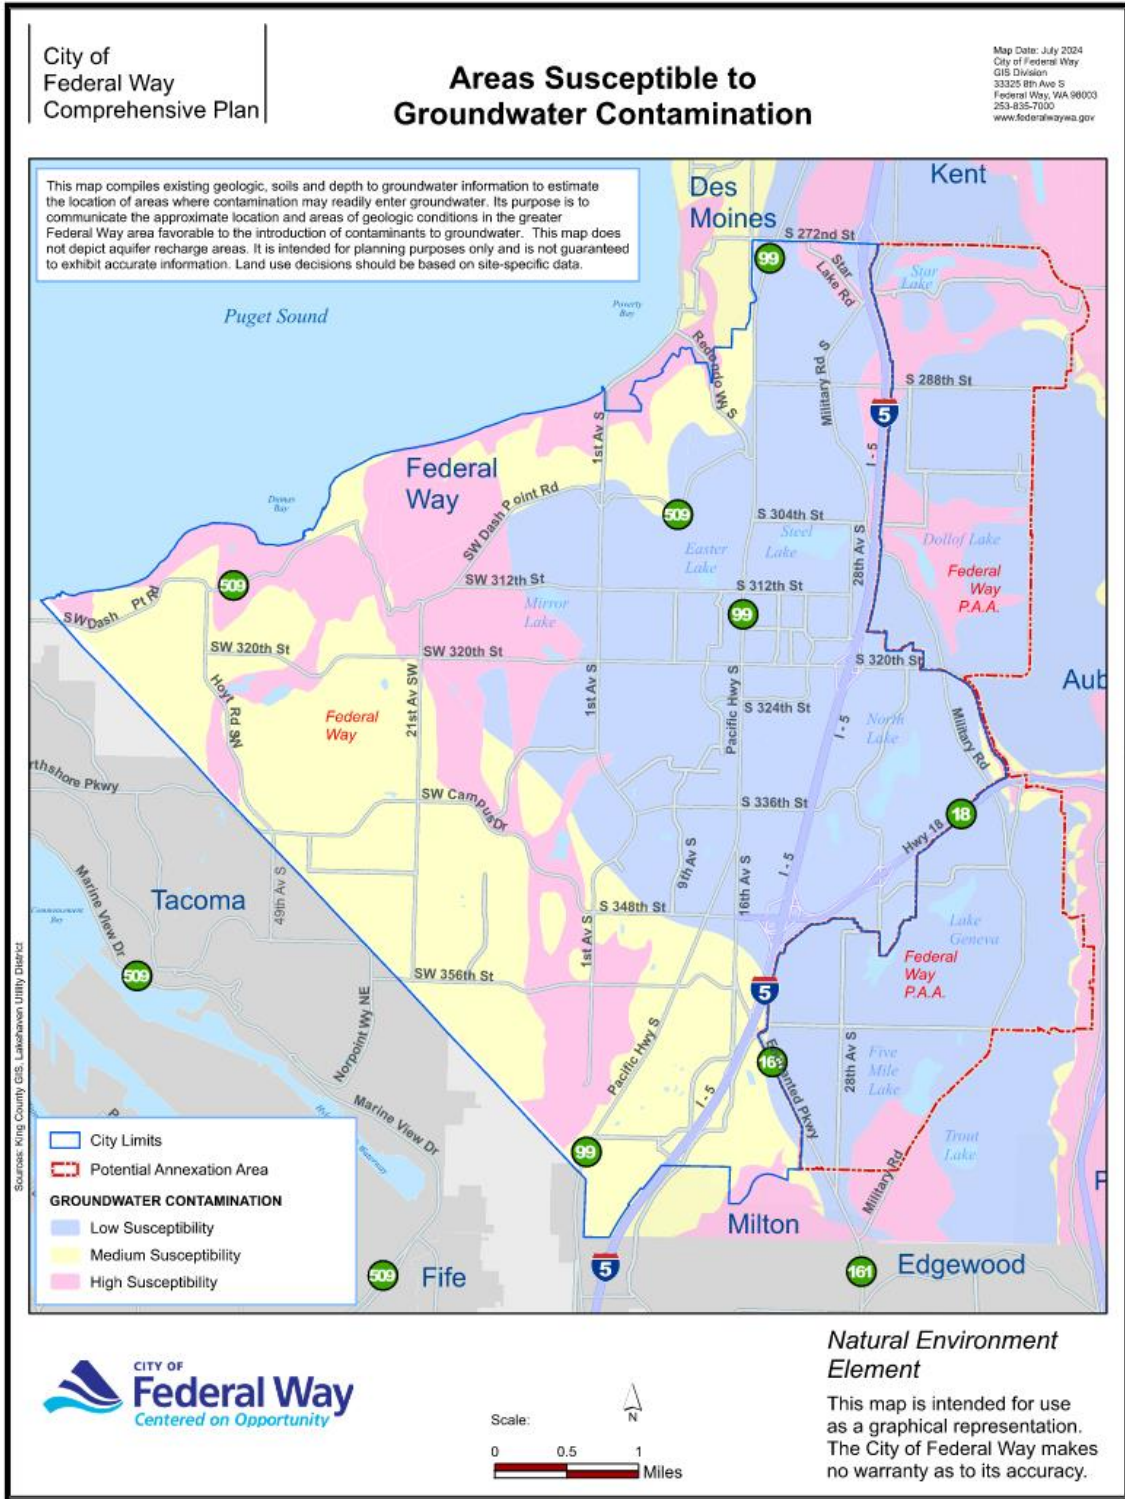 City of
Federal Way
Comprehensive Plan
Areas Susceptible to
Groundwater Contamination
Map Date: July 2024
City of Federal Way
GIS Division
33325 8th Ave S
Federal Way, WA 98003
253-835-7000
www.federalwaywa.gov
This map compiles existing geologic, soils and depth to groundwater information to estimate
the location of areas where contamination may readily enter groundwater. Its purpose is to
communicate the approximate location and areas of geologic conditions in the greater
Federal Way area favorable to the introduction of contaminants to groundwater. This map does
not depict aquifer recharge areas. It is intended for planning purposes only and is not guaranteed
to exhibit accurate information. Land use decisions should be based on site-specific data.
Des
Moines
Kent
S 272nd St
99
Star
Lake Rd
Star
Lake
Puget Sound
Poverty
Bay
Redondo Wy S
Military Rd S
S 288th St
5
I - 5
1st Av S
Federal
Way
Dumas
Bay
SW Dash Point Rd
509
S 304th St
Steel
Lake
28th Av S
Dollof Lake
Easter
Lake
Federal
Way
P.A.A.
509
SW 312th St
S 312th St
Mirror
Lake
99
SW Dash Pt Rd
SW 320th St
SW 320th St
S 320th St
Hoyt Rd SW
Federal
Way
21st Av SW
1st Av S
Pacific Hwy S
S 324th St
I - 5
North
Lake
Military Rd
Aub
rthshore Pkwy
SW Campus Dr
S 336th St
18
Hwy 18
9th Av S
16th Av S
I - 5
Marine View Dr
Tacoma
49th Av S
S 348th St
Commencement
Bay
Lake
Geneva
1st Av S
Federal
Way
P.A.A.
509
SW 356th St
5
Norpoint Wy NE
Pacific Hwy S
161
Enchanted Pkwy
28th Av S
Five
Mile
Lake
I - 5
Marine View Dr
Waterway
P
99
Trout
Lake
Military Rd
Milton
F
5
509
Fife
161
Edgewood
City Limits
Potential Annexation Area
GROUNDWATER CONTAMINATION
Low Susceptibility
Medium Susceptibility
High Susceptibility
Sources: King County GIS, Lakehaven Utility District
CITY OF
Federal Way
Centered on Opportunity
Scale:
N
0 0.5 1
Miles
Natural Environment
Element
This map is intended for use
as a graphical representation.
The City of Federal Way makes
no warranty as to its accuracy.